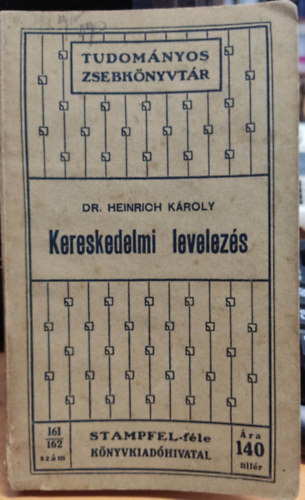 TUDOMÁNYOS
ZSEBKÖNYVTÁR
DR. HEINRICH KÁROLY
Kereskedelmi levelezés
161
162
szám
STAMPFEL-féle
KÖNYVKIADÓHIVATAL
Ára
140
fillér